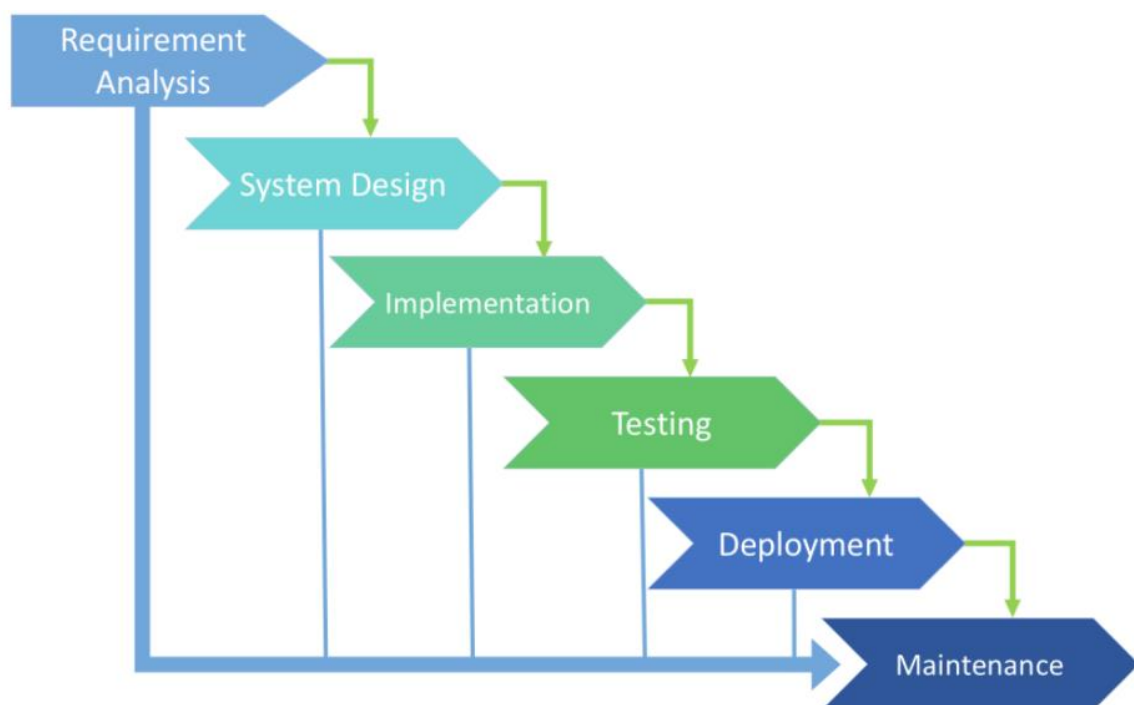 Requirement
Analysis
System Design
Implementation
Testing
Deployment
Maintenance